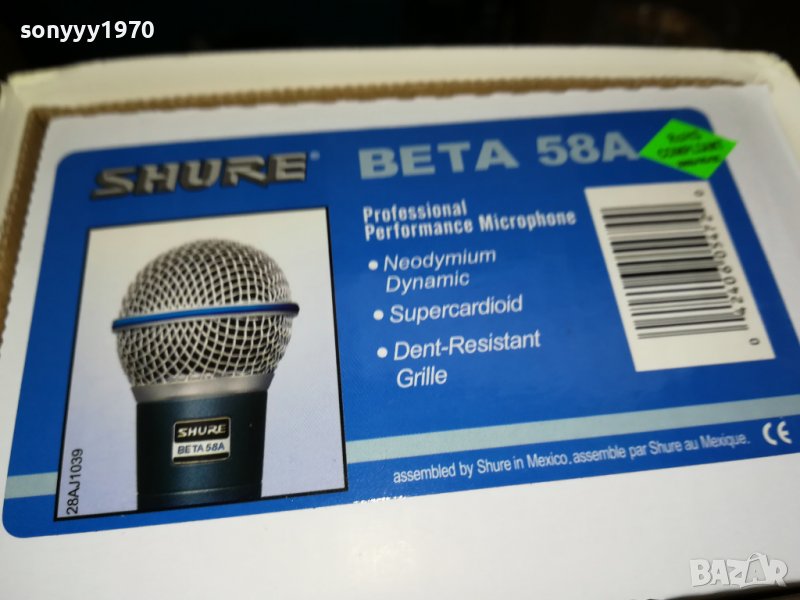 sonyyy1970
SHURE®
BETA 58A
RoHS
COMPLIANT
Professional
Performance Microphone
• Neodymium
Dynamic
• Supercardioid
• Dent-Resistant
Grille
SHURE
BETA 58A
28AJ1039
assembled by Shure in Mexico. assemble par Shure au Mexique.
CE
BAZAR